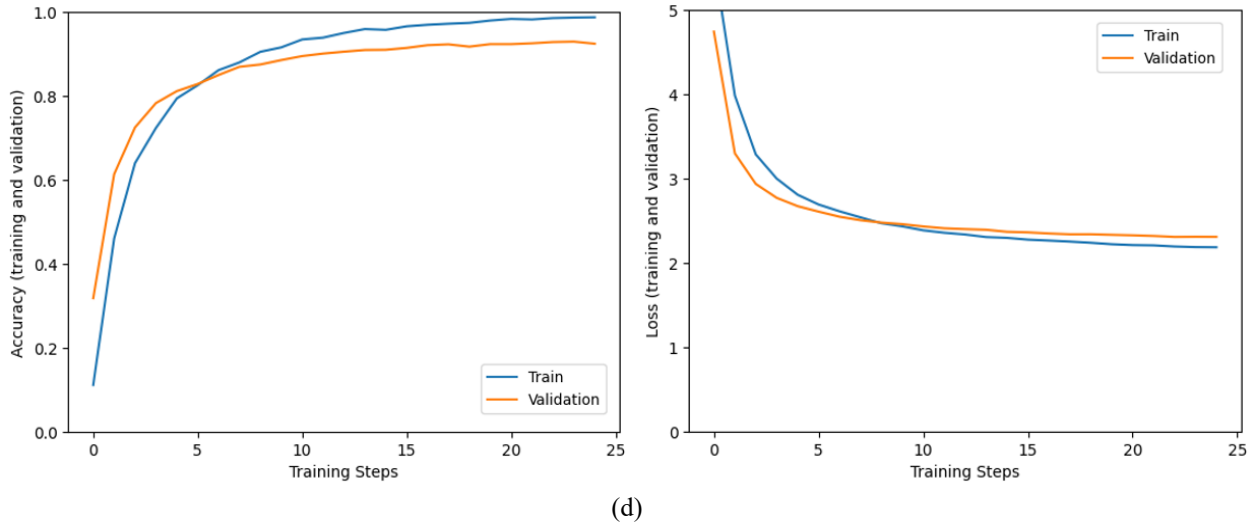 Accuracy (training and validation)
1.0
0.8
0.6
0.4
0.2
0.0
Train
Validation
0 5 10 15 20 25
Training Steps
Loss (training and validation)
5
4
3
2
1
0
Train
Validation
0 5 10 15 20 25
Training Steps
(d)